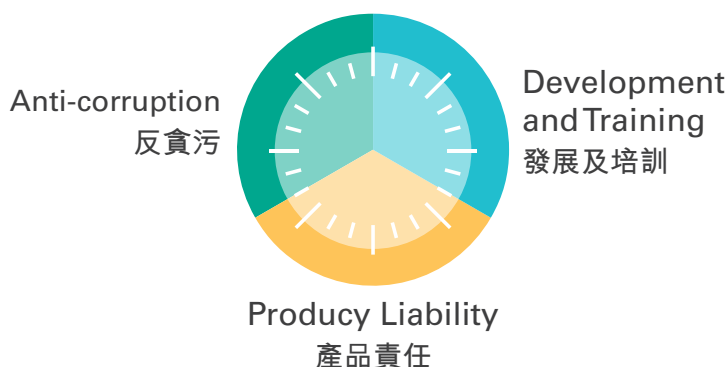 Anti-corruption
反貪污
Development
and Training
發展及培訓
Producy Liability
產品責任